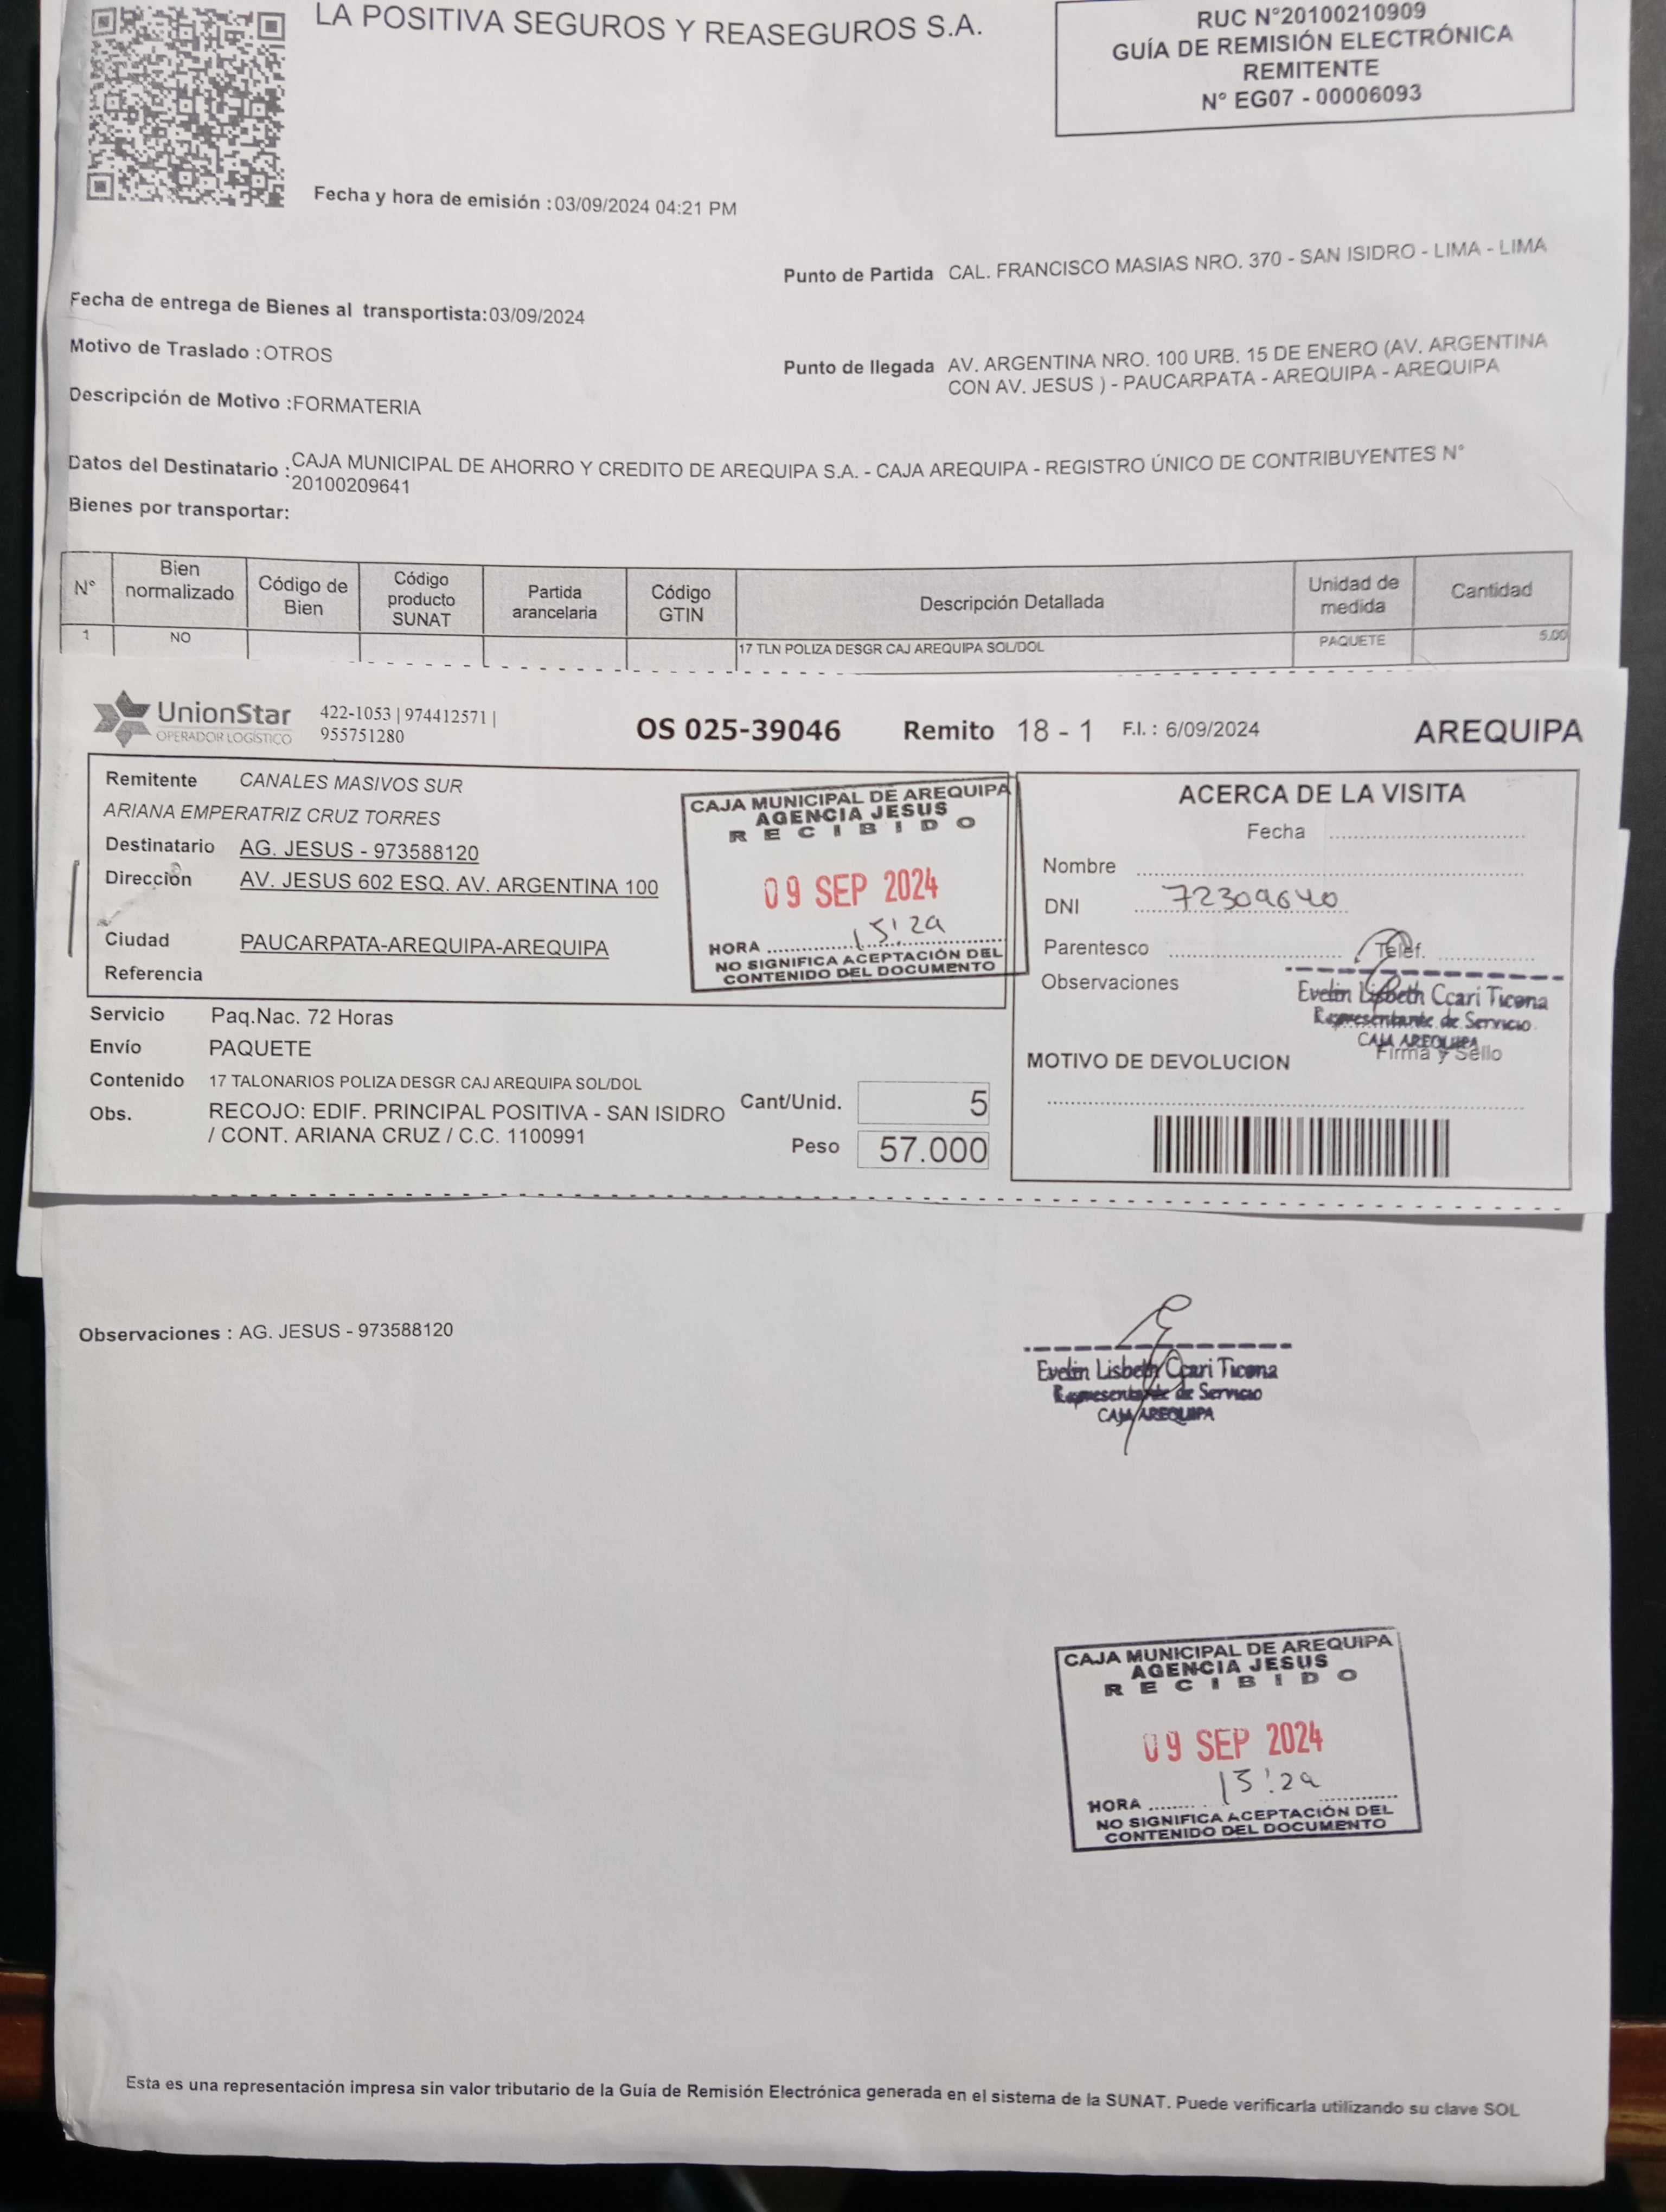 LA POSITIVA SEGUROS Y REASEGUROS S.A.
RUC N°20100210909
GUÍA DE REMISIÓN ELECTRÓNICA
REMITENTE
N° EG07 - 00006093
Fecha y hora de emisión :03/09/2024 04:21 PM
Punto de Partida CAL. FRANCISCO MASIAS NRO. 370 - SAN ISIDRO - LIMA - LIMA
Fecha de entrega de Bienes al transportista:03/09/2024
Motivo de Traslado :OTROS
Punto de llegada AV. ARGENTINA NRO. 100 URB. 15 DE ENERO (AV. ARGENTINA
CON AV. JESUS ) - PAUCARPATA - AREQUIPA - AREQUIPA
Descripción de Motivo :FORMATERIA
Datos del Destinatario :CAJA MUNICIPAL DE AHORRO Y CREDITO DE AREQUIPA S.A. - CAJA AREQUIPA - REGISTRO ÚNICO DE CONTRIBUYENTES N°
20100209641
Bienes por transportar:
N° Bien normalizado Código de Bien Código producto SUNAT Partida arancelaria Código GTIN Descripción Detallada Unidad de medida Cantidad
1 NO 17 TLN POLIZA DESGR CAJ AREQUIPA SOL/DOL PAQUETE 5.00
UnionStar
OPERADOR LOGÍSTICO
422-1053 | 974412571 |
955751280
OS 025-39046 Remito 18 - 1 F.I. : 6/09/2024 AREQUIPA
Remitente CANALES MASIVOS SUR
ARIANA EMPERATRIZ CRUZ TORRES
Destinatario AG. JESUS - 973588120
Dirección AV. JESUS 602 ESQ. AV. ARGENTINA 100
Ciudad PAUCARPATA-AREQUIPA-AREQUIPA
Referencia
CAJA MUNICIPAL DE AREQUIPA
AGENCIA JESUS
RECIBIDO
09 SEP 2024
15:29
HORA
NO SIGNIFICA ACEPTACIÓN DEL
CONTENIDO DEL DOCUMENTO
ACERCA DE LA VISITA
Fecha
Nombre
DNI 72309640
Parentesco Telef.
Observaciones
Evelin Lisbeth Ccari Ticona
Representante de Servicio
CAJA AREQUIPA
Firma y Sello
MOTIVO DE DEVOLUCION
Servicio Paq.Nac. 72 Horas
Envío PAQUETE
Contenido 17 TALONARIOS POLIZA DESGR CAJ AREQUIPA SOL/DOL
Obs. RECOJO: EDIF. PRINCIPAL POSITIVA - SAN ISIDRO
/ CONT. ARIANA CRUZ / C.C. 1100991
Cant/Unid. 5
Peso 57.000
Observaciones : AG. JESUS - 973588120
Evelin Lisbeth Ccari Ticona
Representante de Servicio
CAJA AREQUIPA
CAJA MUNICIPAL DE AREQUIPA
AGENCIA JESUS
RECIBIDO
09 SEP 2024
15:29
HORA
NO SIGNIFICA ACEPTACIÓN DEL
CONTENIDO DEL DOCUMENTO
Esta es una representación impresa sin valor tributario de la Guía de Remisión Electrónica generada en el sistema de la SUNAT. Puede verificarla utilizando su clave SOL